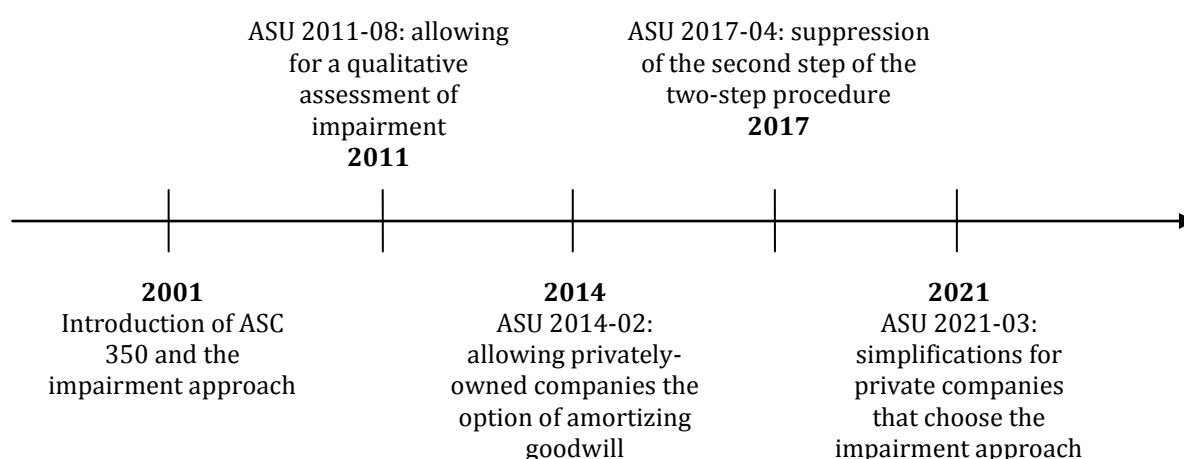 ASU 2011-08: allowing
for a qualitative
assessment of
impairment
2011
ASU 2017-04: suppression
of the second step of the
two-step procedure
2017
2001
Introduction of ASC
350 and the
impairment approach
2014
ASU 2014-02:
allowing privately-
owned companies the
option of amortizing
goodwill
2021
ASU 2021-03:
simplifications for
private companies
that choose the
impairment approach